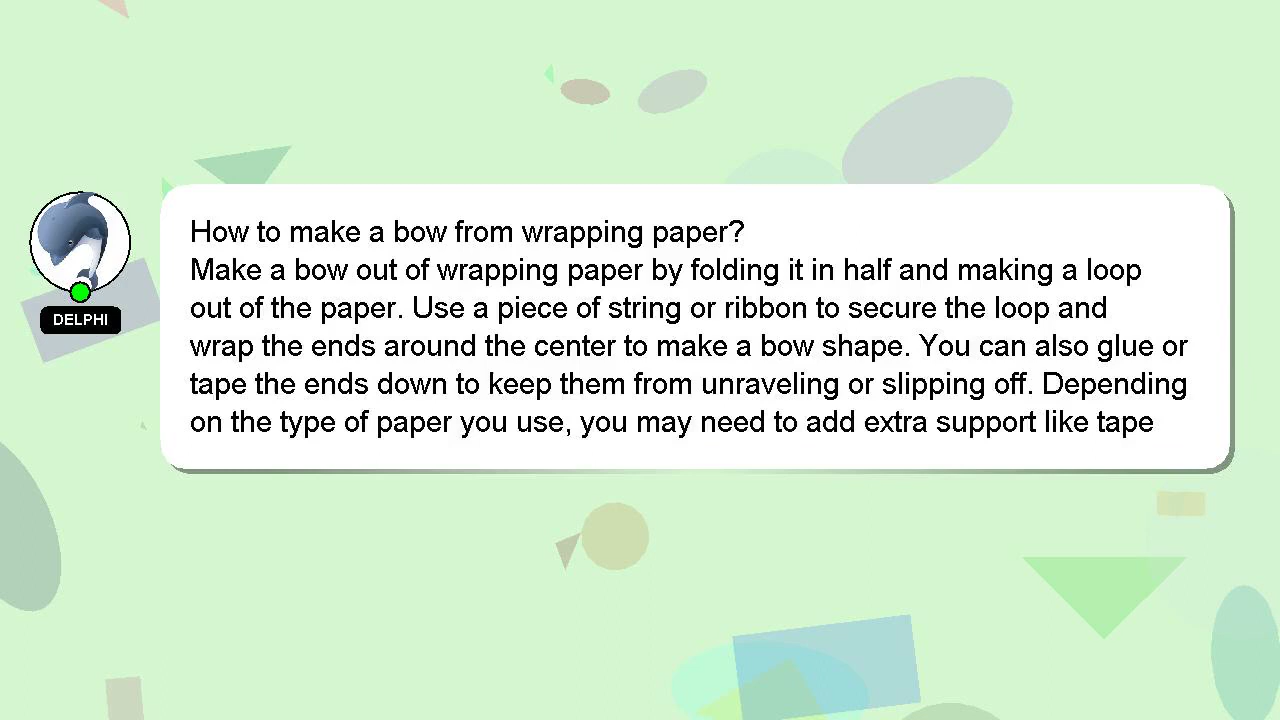 How to make a bow from wrapping paper?
Make a bow out of wrapping paper by folding it in half and making a loop
out of the paper. Use a piece of string or ribbon to secure the loop and
wrap the ends around the center to make a bow shape. You can also glue or
tape the ends down to keep them from unraveling or slipping off. Depending
on the type of paper you use, you may need to add extra support like tape
DELPHI